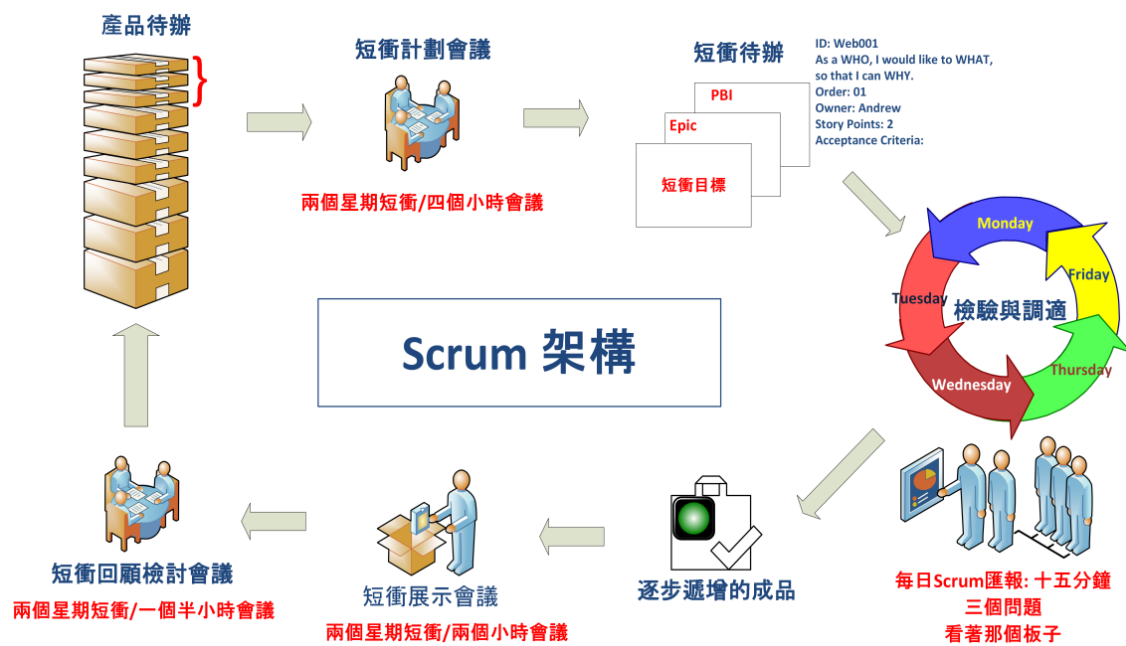 產品待辦
短衝計劃會議
兩個星期短衝/四個小時會議
短衝待辦
PBI
Epic
短衝目標
ID: Web001
As a WHO, I would like to WHAT,
so that I can WHY.
Order: 01
Owner: Andrew
Story Points: 2
Acceptance Criteria:
Monday
Tuesday
Wednesday
Thursday
Friday
檢驗與調適
Scrum 架構
每日Scrum匯報: 十五分鐘
三個問題
看著那個板子
逐步遞增的成品
短衝展示會議
兩個星期短衝/兩個小時會議
短衝回顧檢討會議
兩個星期短衝/一個半小時會議